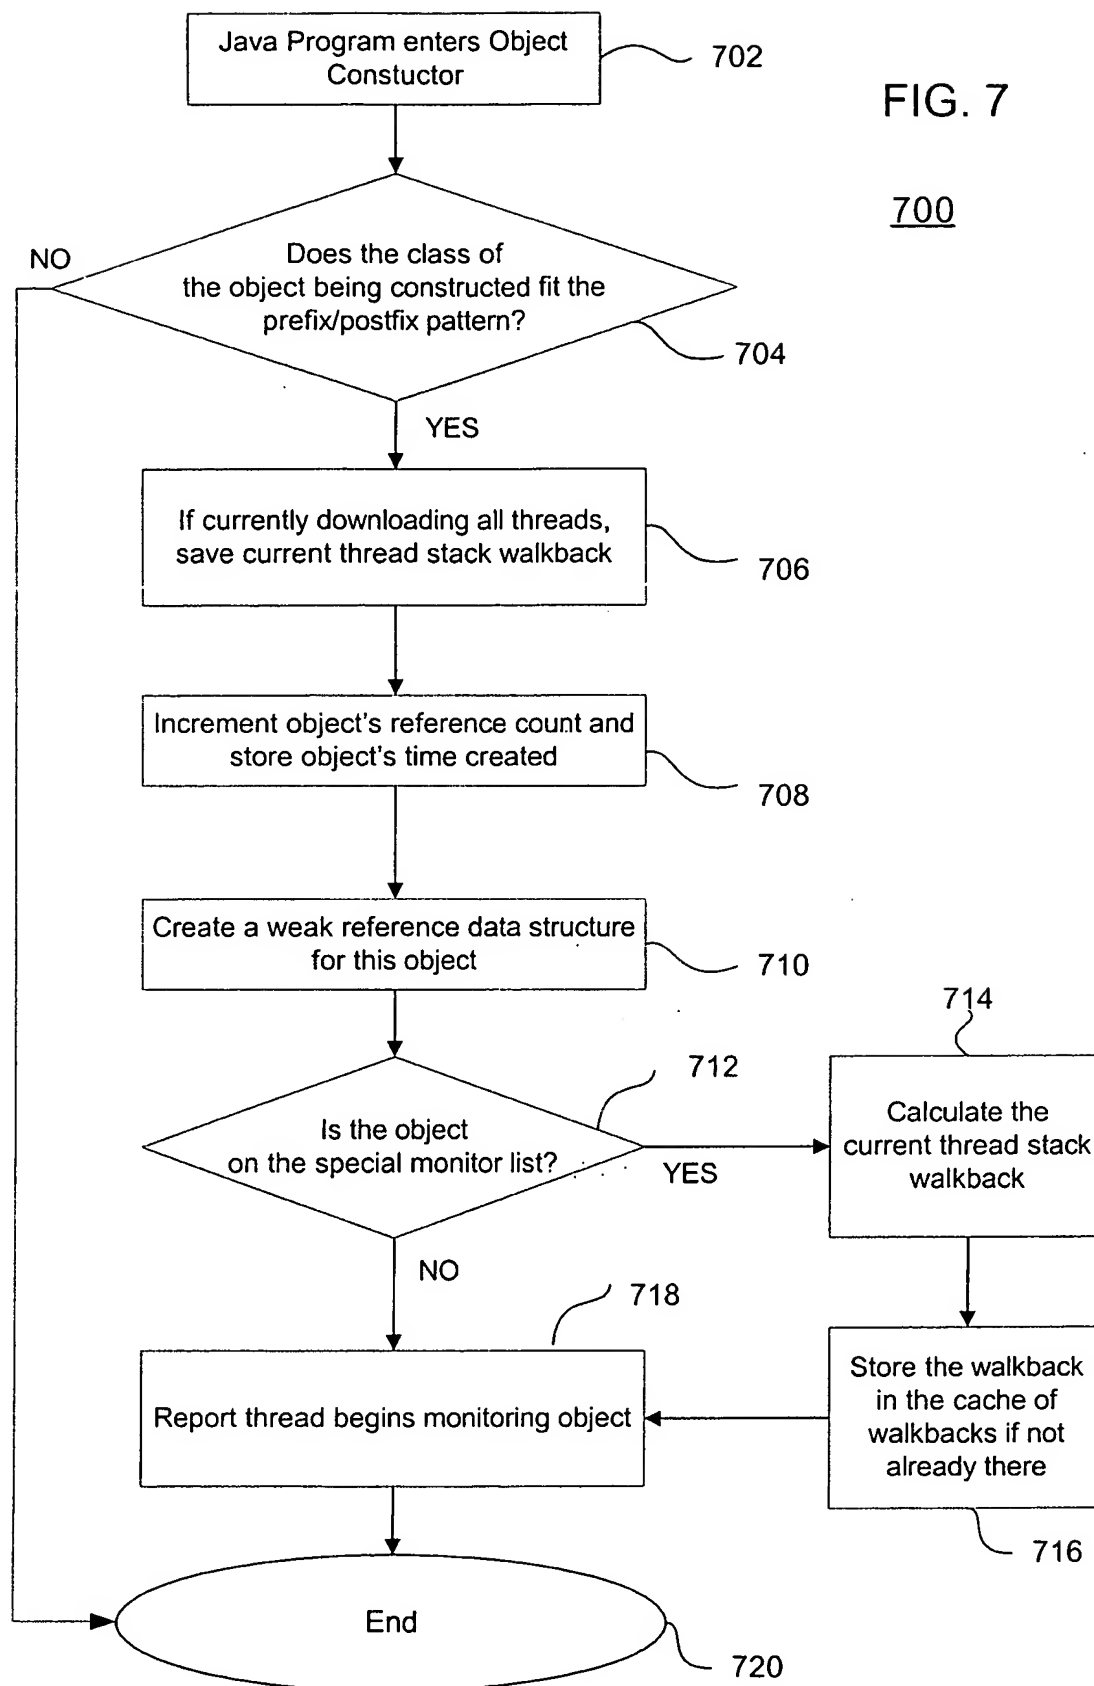 Java Program enters Object
Constuctor
702
FIG. 7
700
NO
Does the class of
the object being constructed fit the
prefix/postfix pattern?
704
YES
If currently downloading all threads,
save current thread stack walkback
706
Increment object's reference count and
store object's time created
708
Create a weak reference data structure
for this object
710
714
712
Is the object
on the special monitor list?
YES
Calculate the
current thread stack
walkback
NO
718
Report thread begins monitoring object
Store the walkback
in the cache of
walkbacks if not
already there
716
End
720